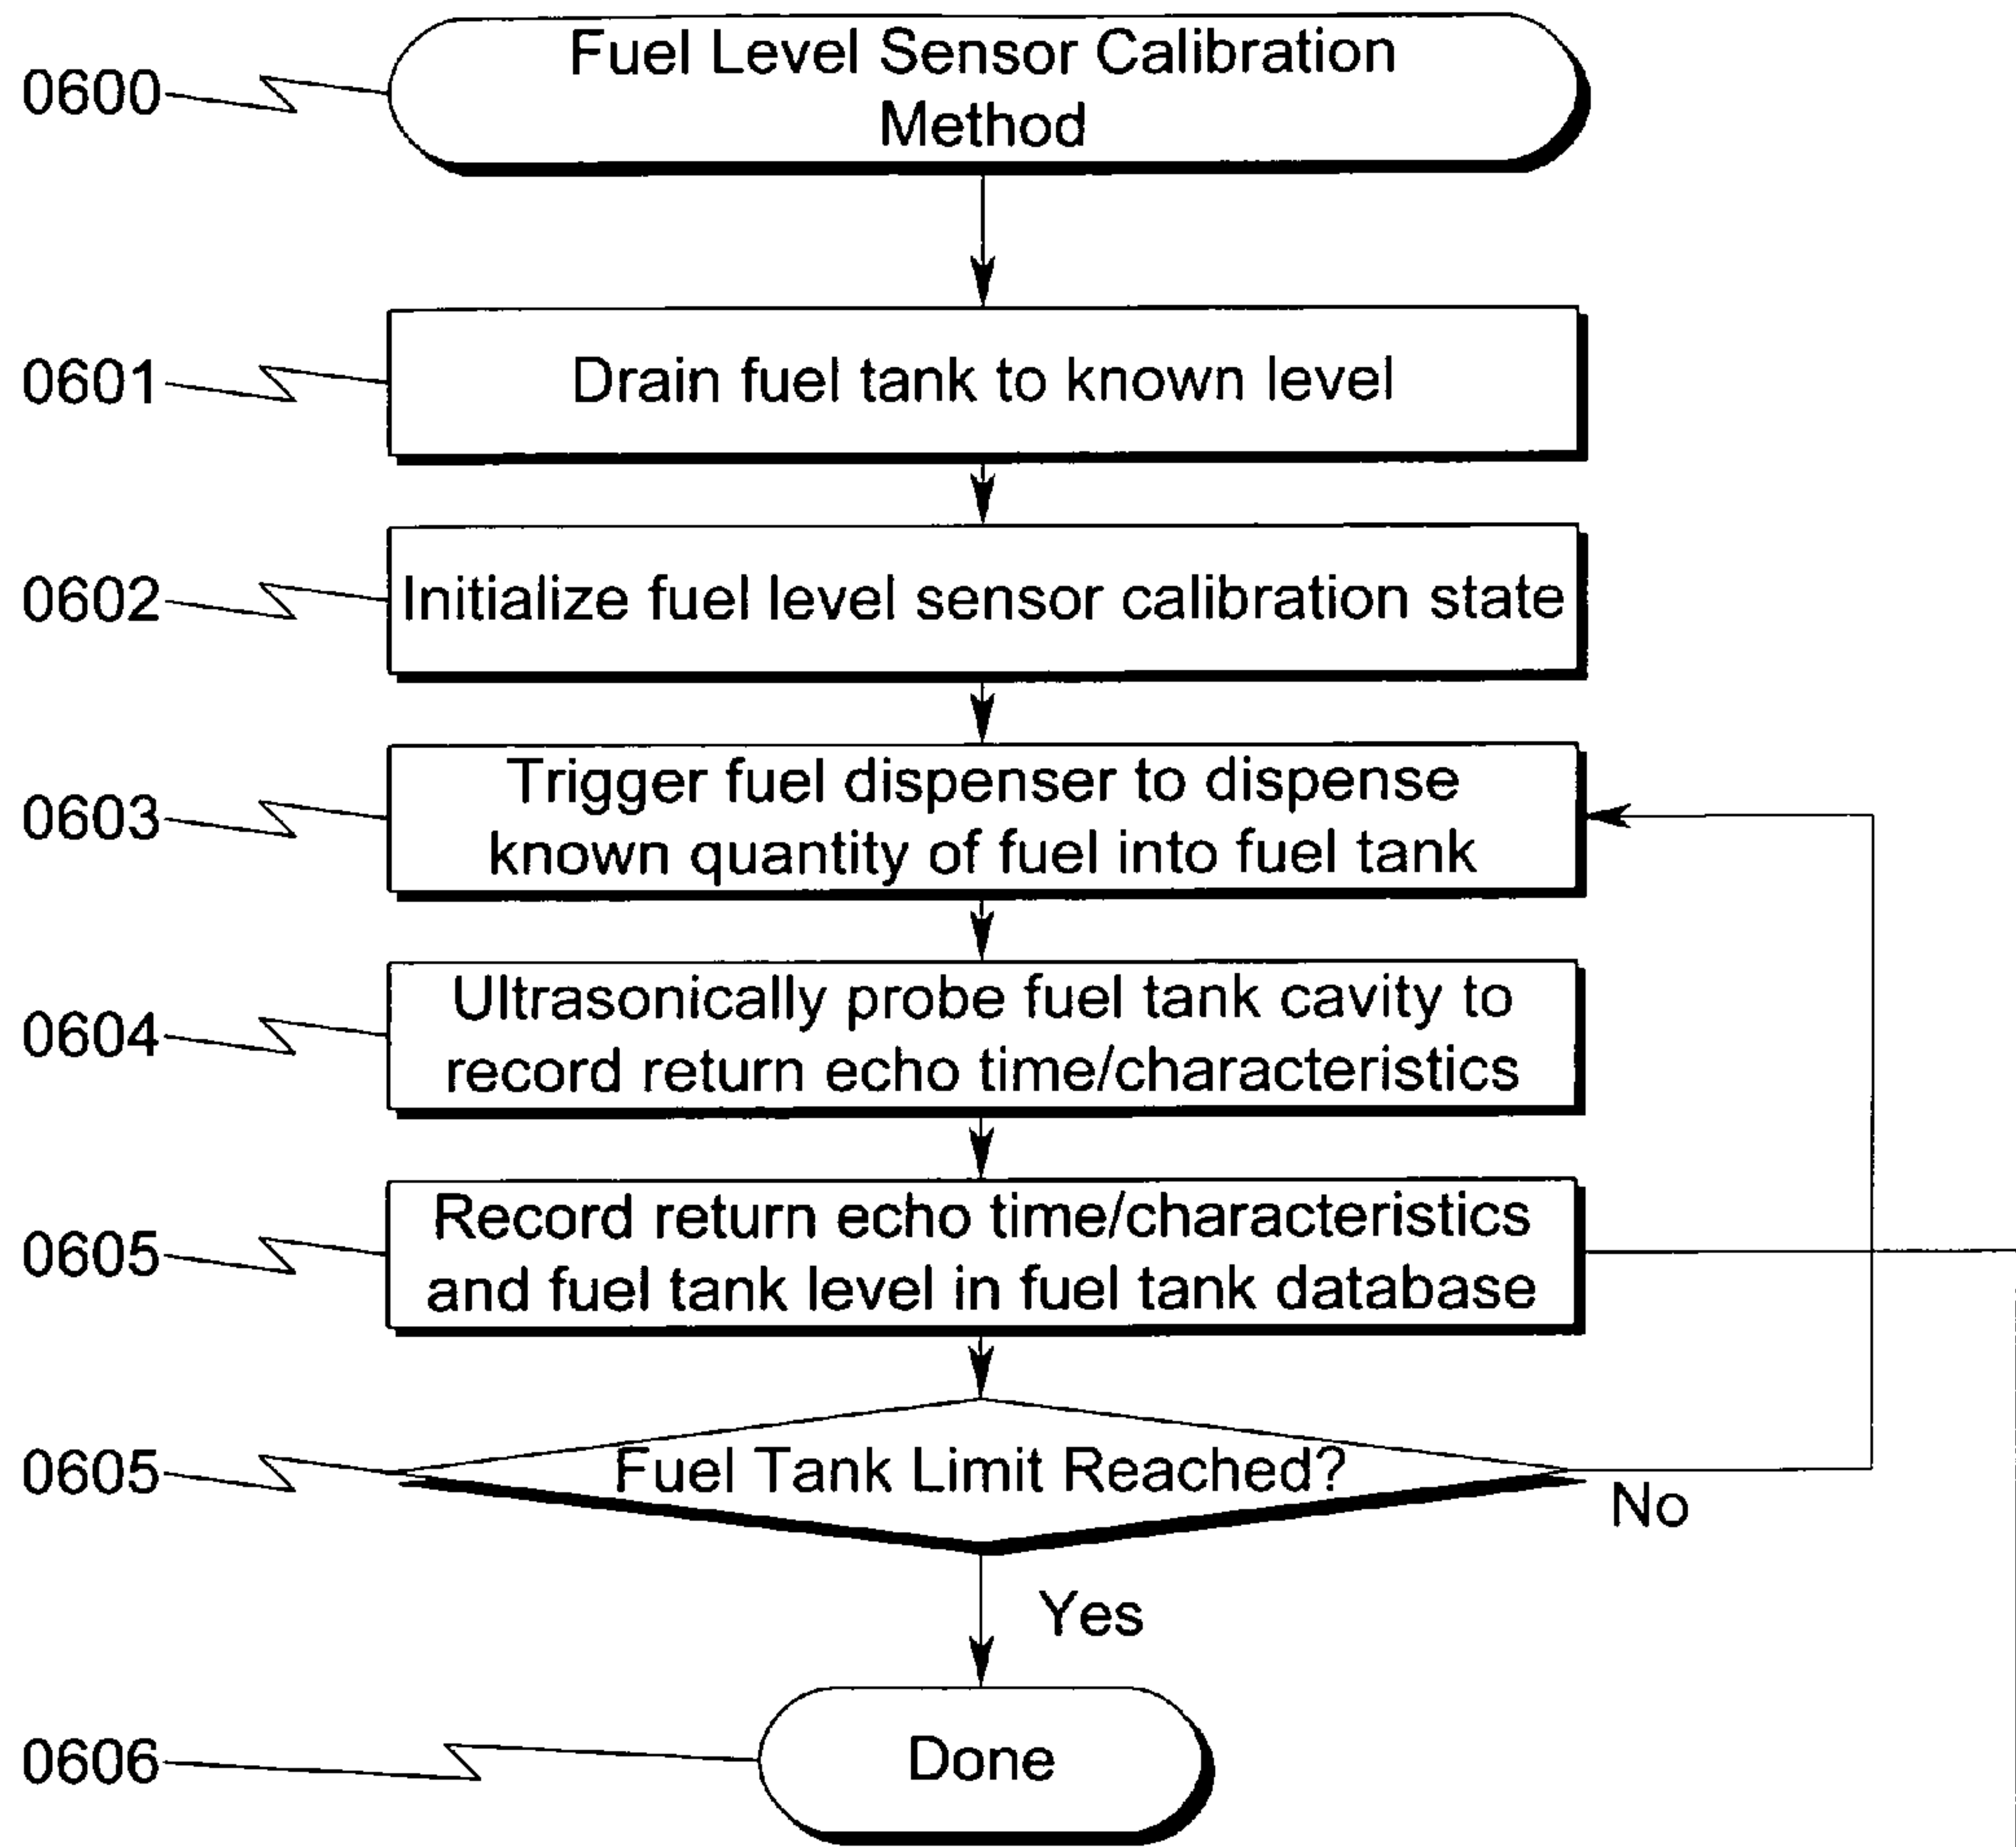 0600
Fuel Level Sensor Calibration
Method
0601
Drain fuel tank to known level
0602
Initialize fuel level sensor calibration state
0603
Trigger fuel dispenser to dispense
known quantity of fuel into fuel tank
0604
Ultrasonically probe fuel tank cavity to
record return echo time/characteristics
0605
Record return echo time/characteristics
and fuel tank level in fuel tank database
0605
Fuel Tank Limit Reached?
No
Yes
0606
Done